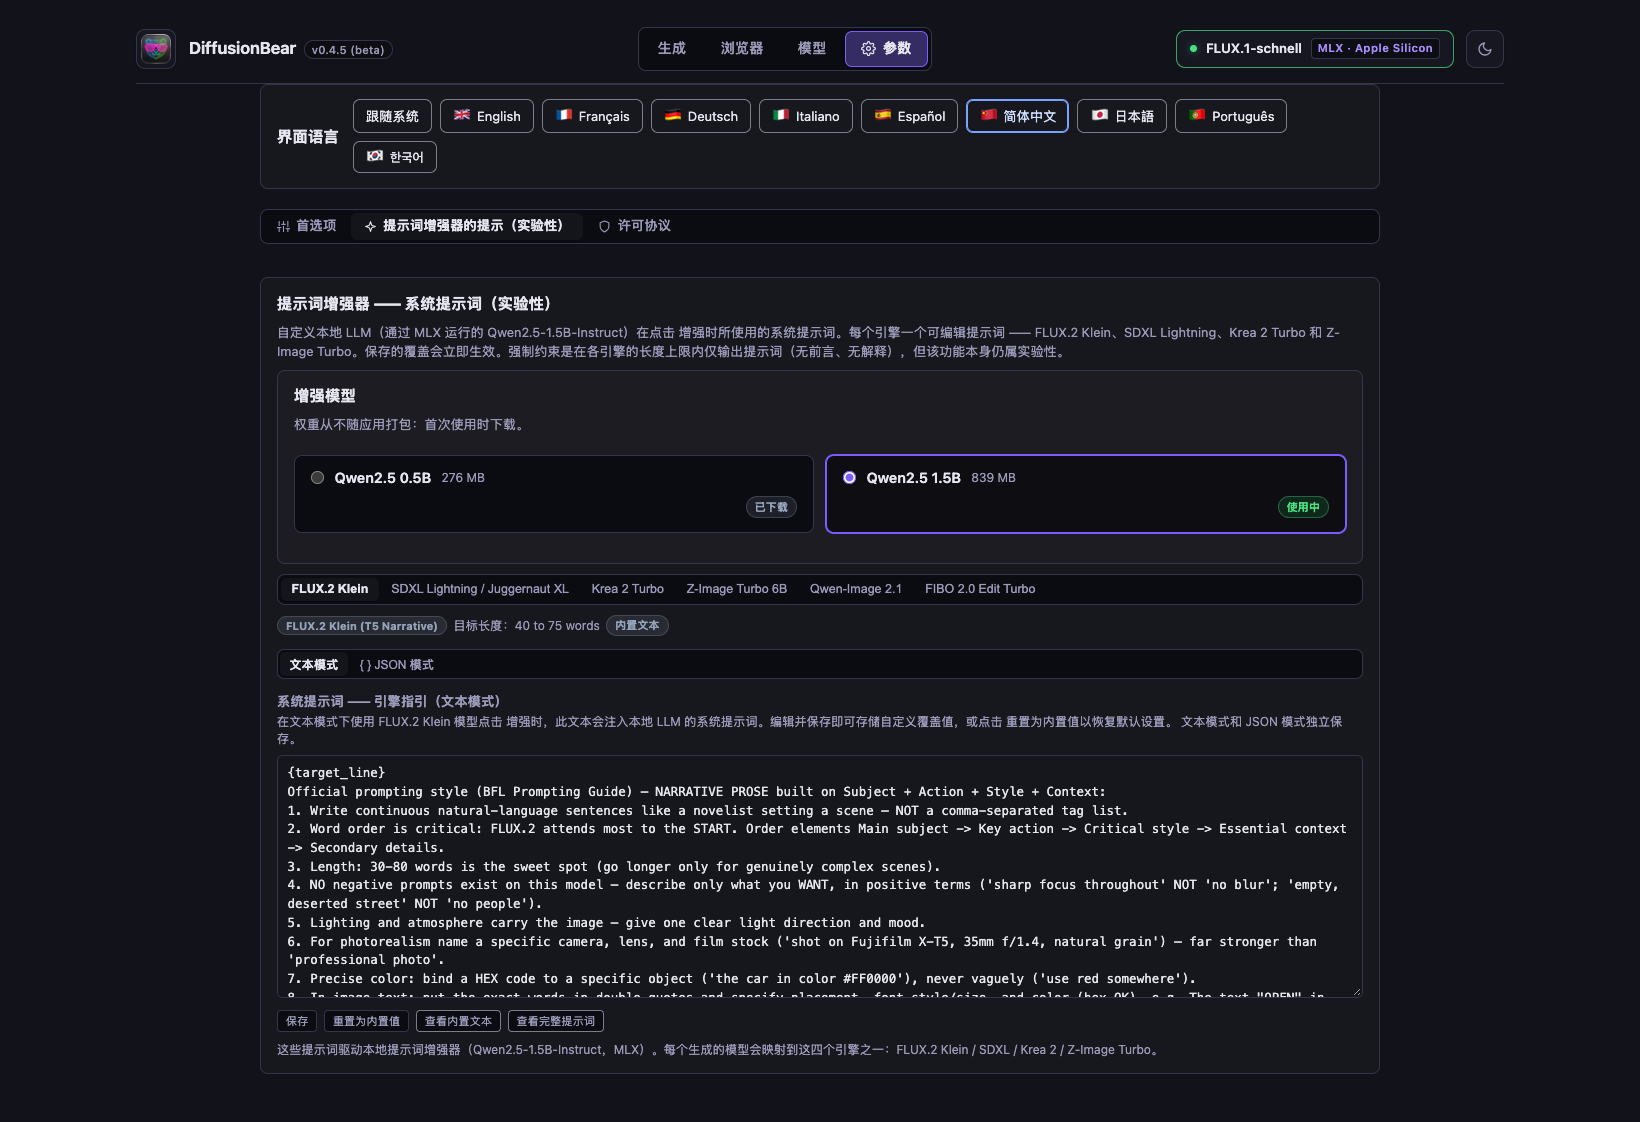 DiffusionBear v0.4.5 (beta)
生成 浏览器 模型 参数
FLUX.1-schnell MLX · Apple Silicon
界面语言
跟随系统 English Français Deutsch Italiano Español 简体中文 日本語 Português
한국어
首选项 提示词增强器的提示（实验性） 许可协议
提示词增强器 —— 系统提示词（实验性）
自定义本地 LLM（通过 MLX 运行的 Qwen2.5-1.5B-Instruct）在点击 增强时所使用的系统提示词。每个引擎一个可编辑提示词 —— FLUX.2 Klein、SDXL Lightning、Krea 2 Turbo 和 Z-
Image Turbo。保存的覆盖会立即生效。强制约束是在各引擎的长度上限内仅输出提示词（无前言、无解释），但该功能本身仍属实验性。
增强模型
权重从不随应用打包：首次使用时下载。
Qwen2.5 0.5B 276 MB
已下载
Qwen2.5 1.5B 839 MB
使用中
FLUX.2 Klein SDXL Lightning / Juggernaut XL Krea 2 Turbo Z-Image Turbo 6B Qwen-Image 2.1 FIBO 2.0 Edit Turbo
FLUX.2 Klein (T5 Narrative) 目标长度：40 to 75 words 内置文本
文本模式 { } JSON 模式
系统提示词 —— 引擎指引（文本模式）
在文本模式下使用 FLUX.2 Klein 模型点击 增强时，此文本会注入本地 LLM 的系统提示词。编辑并保存即可存储自定义覆盖值，或点击 重置为内置值以恢复默认设置。 文本模式和 JSON 模式独立保
存。
{target_line}
Official prompting style (BFL Prompting Guide) — NARRATIVE PROSE built on Subject + Action + Style + Context:
1. Write continuous natural-language sentences like a novelist setting a scene — NOT a comma-separated tag list.
2. Word order is critical: FLUX.2 attends most to the START. Order elements Main subject -> Key action -> Critical style -> Essential context
-> Secondary details.
3. Length: 30-80 words is the sweet spot (go longer only for genuinely complex scenes).
4. NO negative prompts exist on this model — describe only what you WANT, in positive terms ('sharp focus throughout' NOT 'no blur'; 'empty,
deserted street' NOT 'no people').
5. Lighting and atmosphere carry the image — give one clear light direction and mood.
6. For photorealism name a specific camera, lens, and film stock ('shot on Fujifilm X-T5, 35mm f/1.4, natural grain') — far stronger than
'professional photo'.
7. Precise color: bind a HEX code to a specific object ('the car in color #FF0000'), never vaguely ('use red somewhere').
8. In-image text: put the exact words in double quotes and specify placement, font style/size, and color (hex OK), e.g. The text "OPEN" in
保存 重置为内置值 查看内置文本 查看完整提示词
这些提示词驱动本地提示词增强器（Qwen2.5-1.5B-Instruct，MLX）。每个生成的模型会映射到这四个引擎之一：FLUX.2 Klein / SDXL / Krea 2 / Z-Image Turbo。